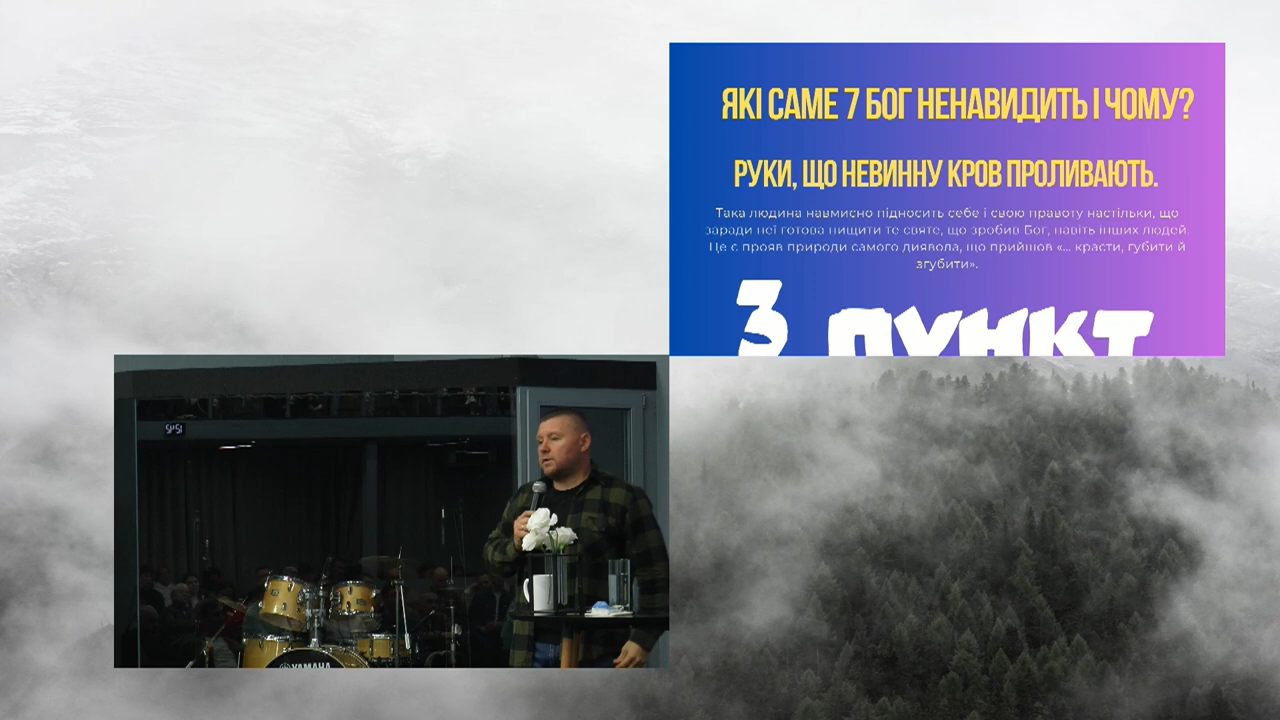 ЯКІ САМЕ 7 БОГ НЕНАВИДИТЬ І ЧОМУ?
РУКИ, ЩО НЕВИННУ КРОВ ПРОЛИВАЮТЬ.
Така людина навмисно підносить себе і свою правоту настільки, що
заради неї готова нищити те святе, що зробив Бог, навіть інших людей.
Це є прояв природи самого диявола, що прийшов «... красти, губити й
згубити».
3 ПУНКТ
YAMAHA